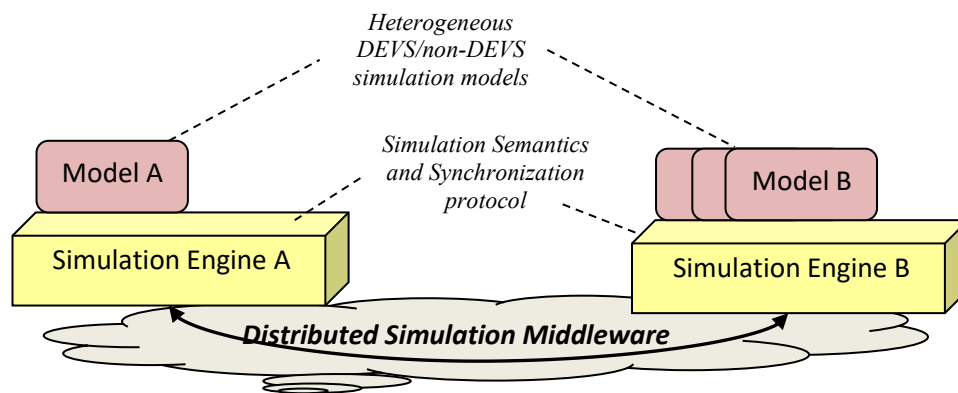 Heterogeneous
DEVS/non-DEVS
simulation models
Simulation Semantics
and Synchronization
protocol
Model A
Model B
Simulation Engine A
Simulation Engine B
Distributed Simulation Middleware